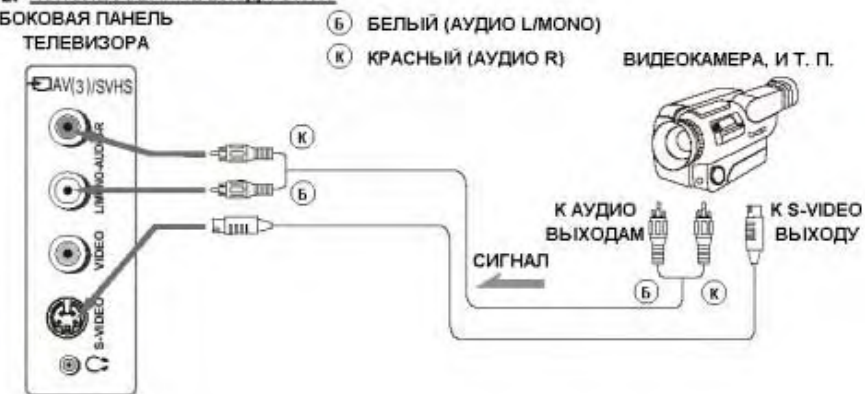 БОКОВАЯ ПАНЕЛЬ
ТЕЛЕВИЗОРА
Б БЕЛЫЙ (АУДИО L/MONO)
К КРАСНЫЙ (АУДИО R)
ВИДЕОКАМЕРА, И Т. П.
AV(3)/SVHS
L/MONO-AUDIO-R
VIDEO
S-VIDEO
К
Б
К АУДИО
ВЫХОДАМ
К S-VIDEO
ВЫХОДУ
СИГНАЛ
Б
К